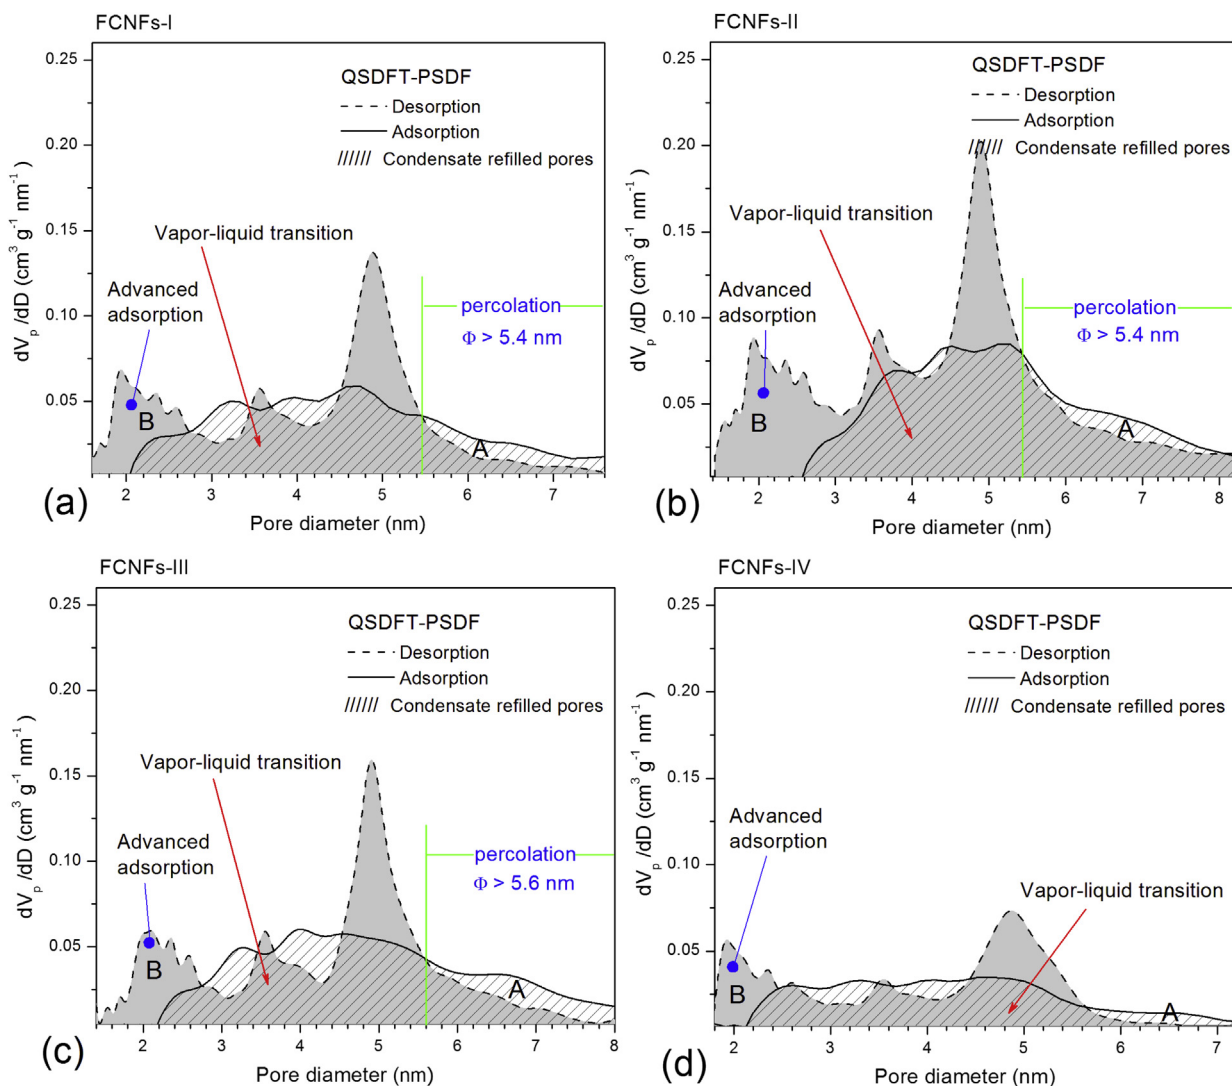 FCNFs-I
0.25
0.20
0.15
0.10
0.05
dVp /dD (cm3 g-1 nm-1 )
QSDFT-PSDF
Desorption
Adsorption
////// Condensate refilled pores
Vapor-liquid transition
Advanced
adsorption
percolation
Φ > 5.4 nm
B
A
2 3 4 5 6 7
Pore diameter (nm)
(a)
FCNFs-II
0.25
0.20
0.15
0.10
0.05
dVp /dD (cm3 g-1 nm-1 )
QSDFT-PSDF
Desorption
Adsorption
////// Condensate refilled pores
Vapor-liquid transition
Advanced
adsorption
percolation
Φ > 5.4 nm
B
A
2 3 4 5 6 7 8
Pore diameter (nm)
(b)
FCNFs-III
0.25
0.20
0.15
0.10
0.05
dVp /dD (cm3 g-1 nm-1 )
QSDFT-PSDF
Desorption
Adsorption
////// Condensate refilled pores
Vapor-liquid transition
Advanced
adsorption
percolation
Φ > 5.6 nm
B
A
2 3 4 5 6 7 8
Pore diameter (nm)
(c)
FCNFs-IV
0.25
0.20
0.15
0.10
0.05
dVp /dD (cm3 g-1 nm-1 )
QSDFT-PSDF
Desorption
Adsorption
////// Condensate refilled pores
Advanced
adsorption
Vapor-liquid transition
B
A
2 3 4 5 6 7
Pore diameter (nm)
(d)